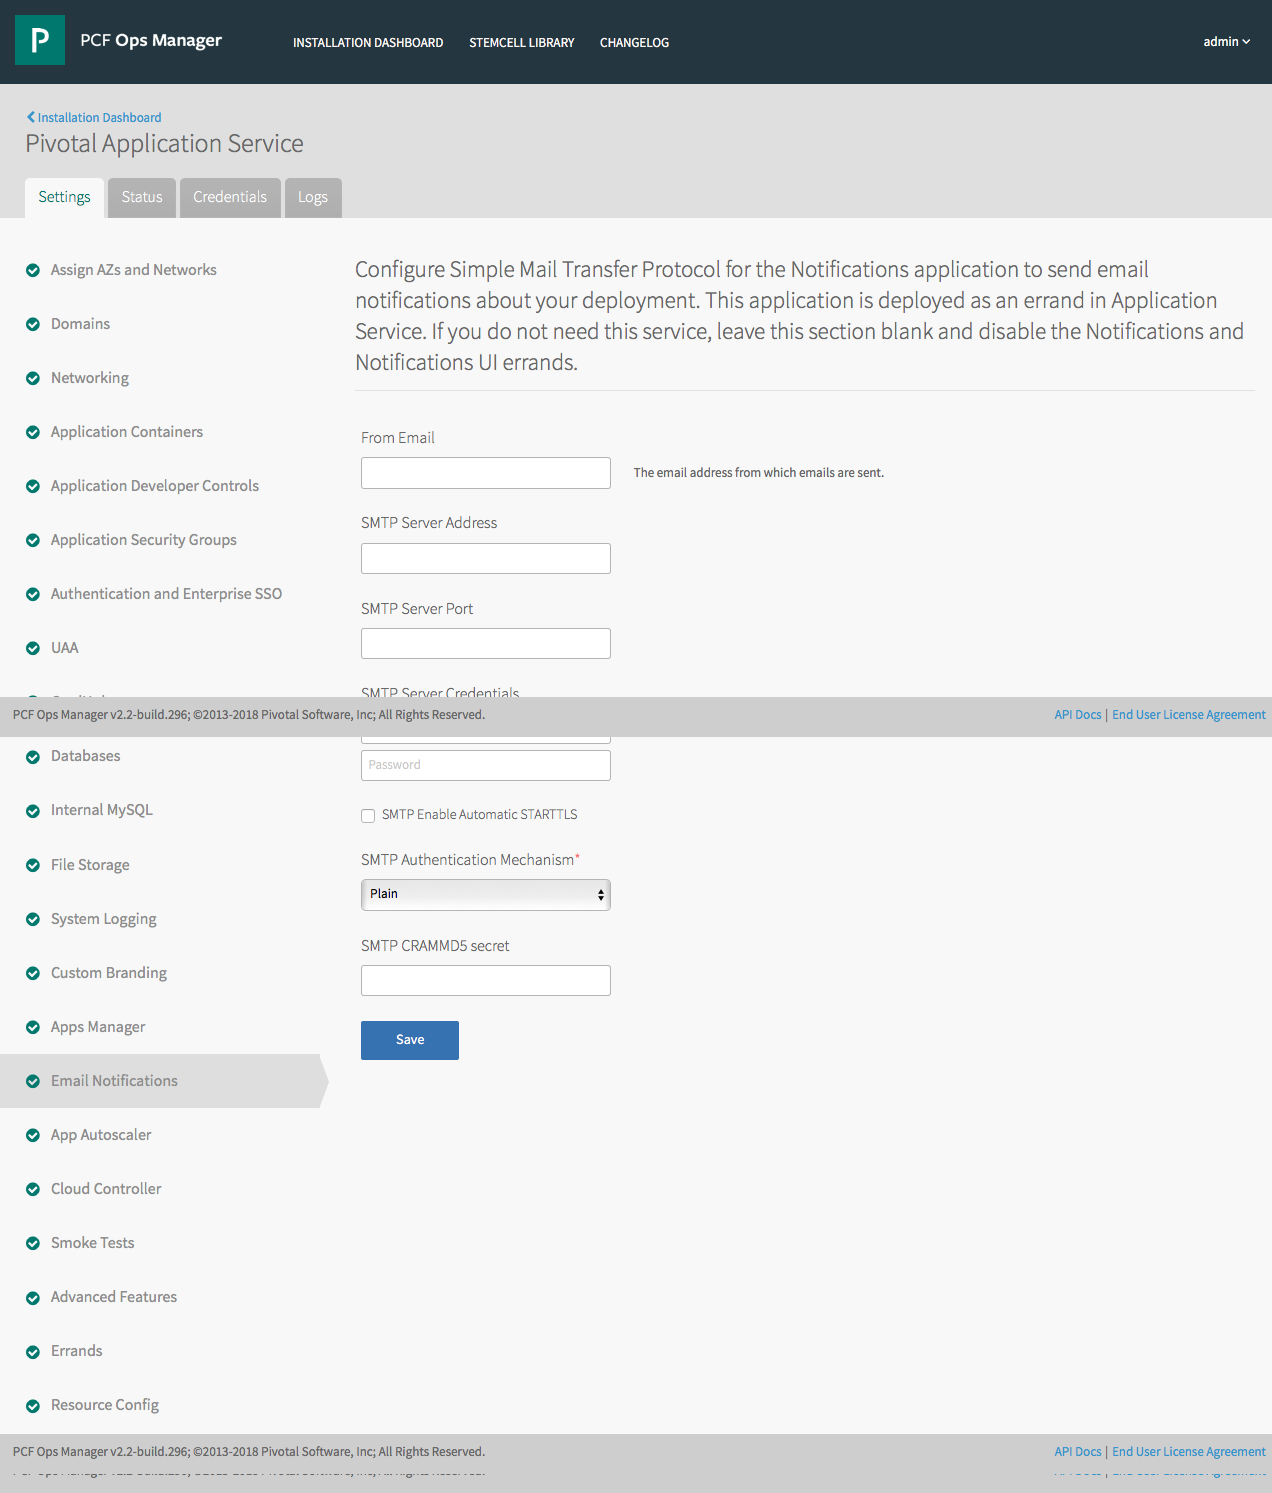 P
PCF Ops Manager
INSTALLATION DASHBOARD
STEMCELL LIBRARY
CHANGELOG
admin
Installation Dashboard
Pivotal Application Service
Settings
Status
Credentials
Logs
Assign AZs and Networks
Domains
Networking
Application Containers
Application Developer Controls
Application Security Groups
Authentication and Enterprise SSO
UAA
Databases
Internal MySQL
File Storage
System Logging
Custom Branding
Apps Manager
Email Notifications
App Autoscaler
Cloud Controller
Smoke Tests
Advanced Features
Errands
Resource Config
Configure Simple Mail Transfer Protocol for the Notifications application to send email
notifications about your deployment. This application is deployed as an errand in Application
Service. If you do not need this service, leave this section blank and disable the Notifications and
Notifications UI errands.
From Email
The email address from which emails are sent.
SMTP Server Address
SMTP Server Port
SMTP Server Credentials
PCF Ops Manager v2.2-build.296; ©2013-2018 Pivotal Software, Inc; All Rights Reserved.
API Docs | End User License Agreement
Password
SMTP Enable Automatic STARTTLS
SMTP Authentication Mechanism*
Plain
SMTP CRAMMD5 secret
Save
PCF Ops Manager v2.2-build.296; ©2013-2018 Pivotal Software, Inc; All Rights Reserved.
API Docs | End User License Agreement